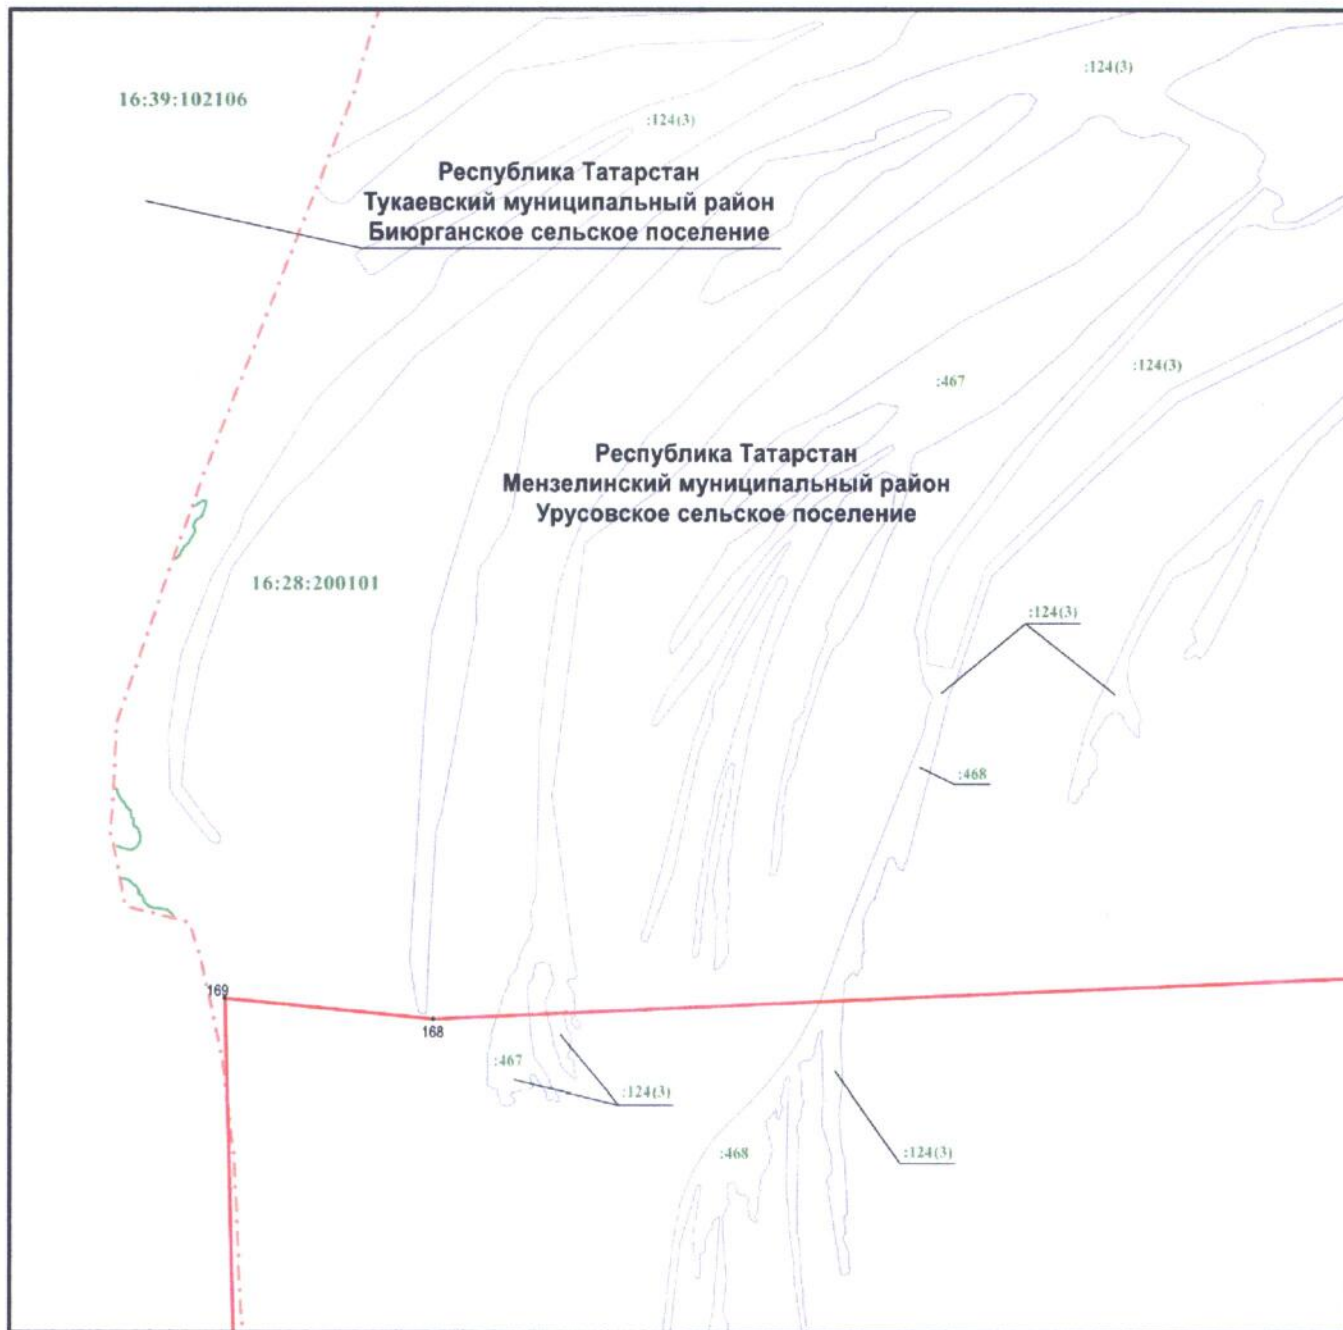 :124(3)
16:39:102106
:124(3)
Республика Татарстан
Тукаевский муниципальный район
Биюрганское сельское поселение
:124(3)
:467
Республика Татарстан
Мензелинский муниципальный район
Урусовское сельское поселение
16:28:200101
:124(3)
:468
169
168
:467
:124(3)
:468
:124(3)